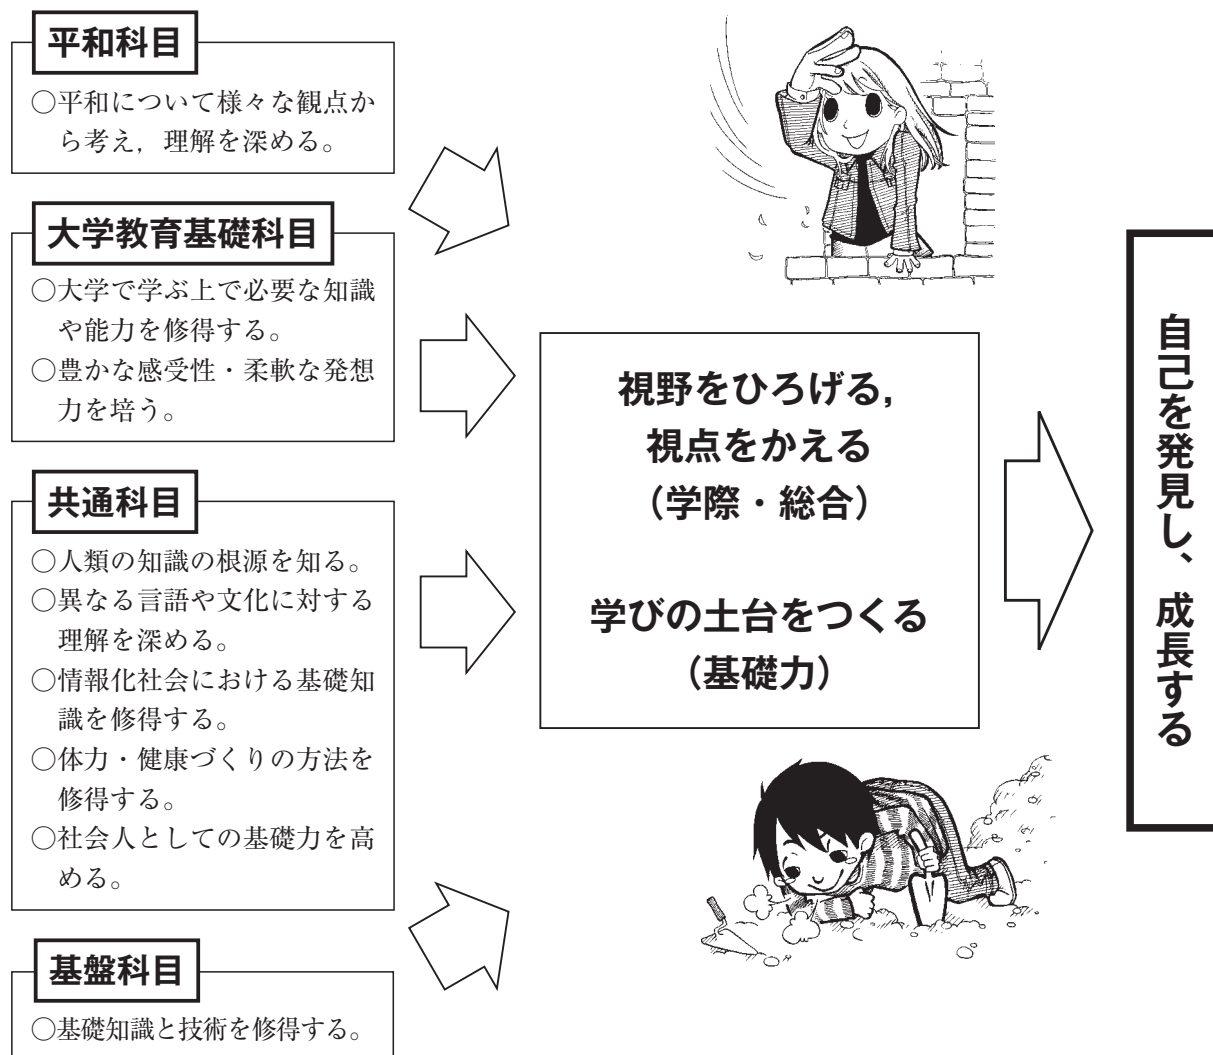 平和科目
○平和について様々な観点か
ら考え，理解を深める。
大学教育基礎科目
○大学で学ぶ上で必要な知識
や能力を修得する。
○豊かな感受性・柔軟な発想
力を培う。
共通科目
○人類の知識の根源を知る。
○異なる言語や文化に対する
理解を深める。
○情報化社会における基礎知
識を修得する。
○体力・健康づくりの方法を
修得する。
○社会人としての基礎力を高
める。
基盤科目
○基礎知識と技術を修得する。
視野をひろげる，
視点をかえる
（学際・総合）
学びの土台をつくる
（基礎力）
自己を発見し、成長する